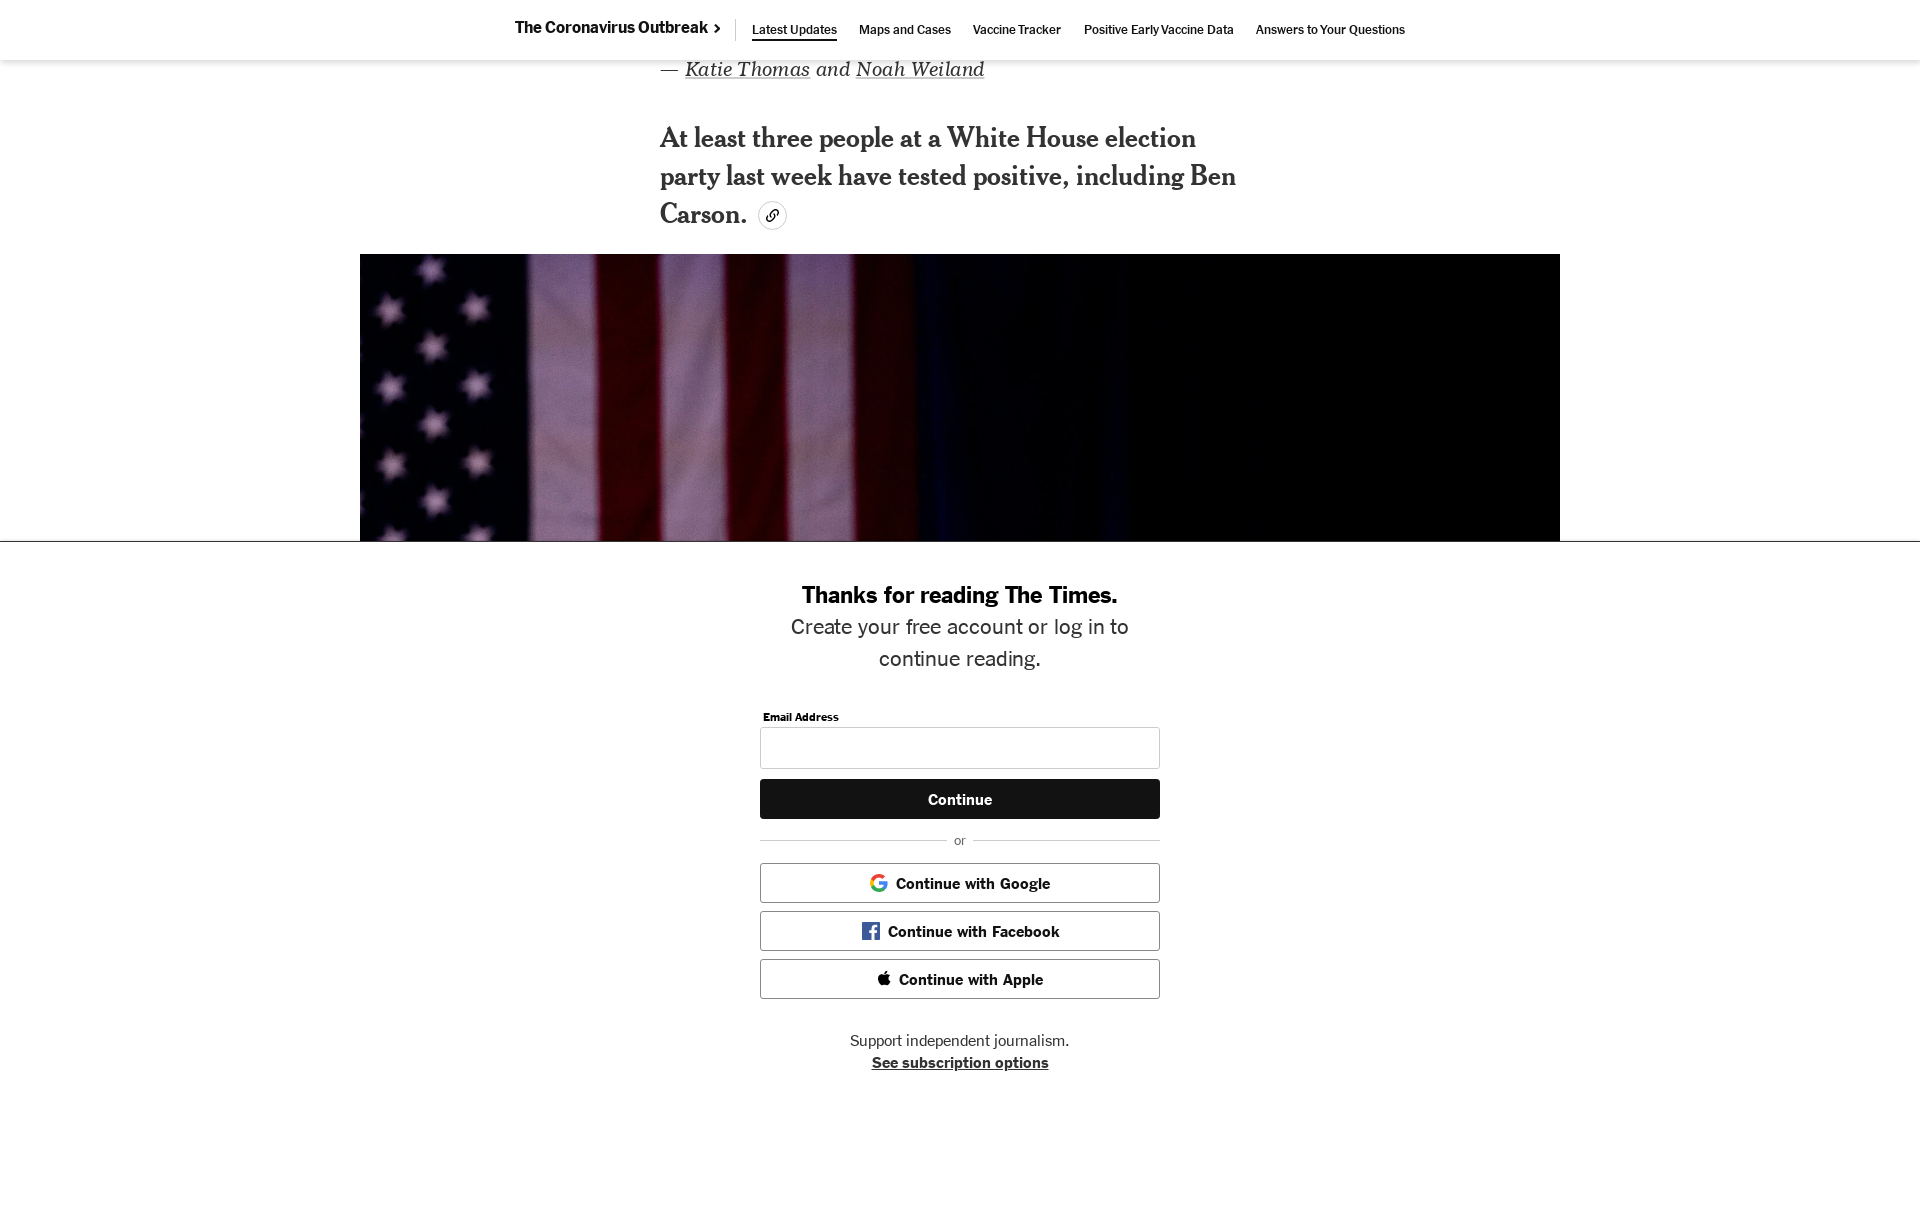 The Coronavirus Outbreak
Latest Updates
Maps and Cases
Vaccine Tracker
Positive Early Vaccine Data
Answers to Your Questions
— Katie Thomas and Noah Weiland
At least three people at a White House election
party last week have tested positive, including Ben
Carson.
Thanks for reading The Times.
Create your free account or log in to
continue reading.
Email Address
Continue
or
Continue with Google
Continue with Facebook
Continue with Apple
Support independent journalism.
See subscription options